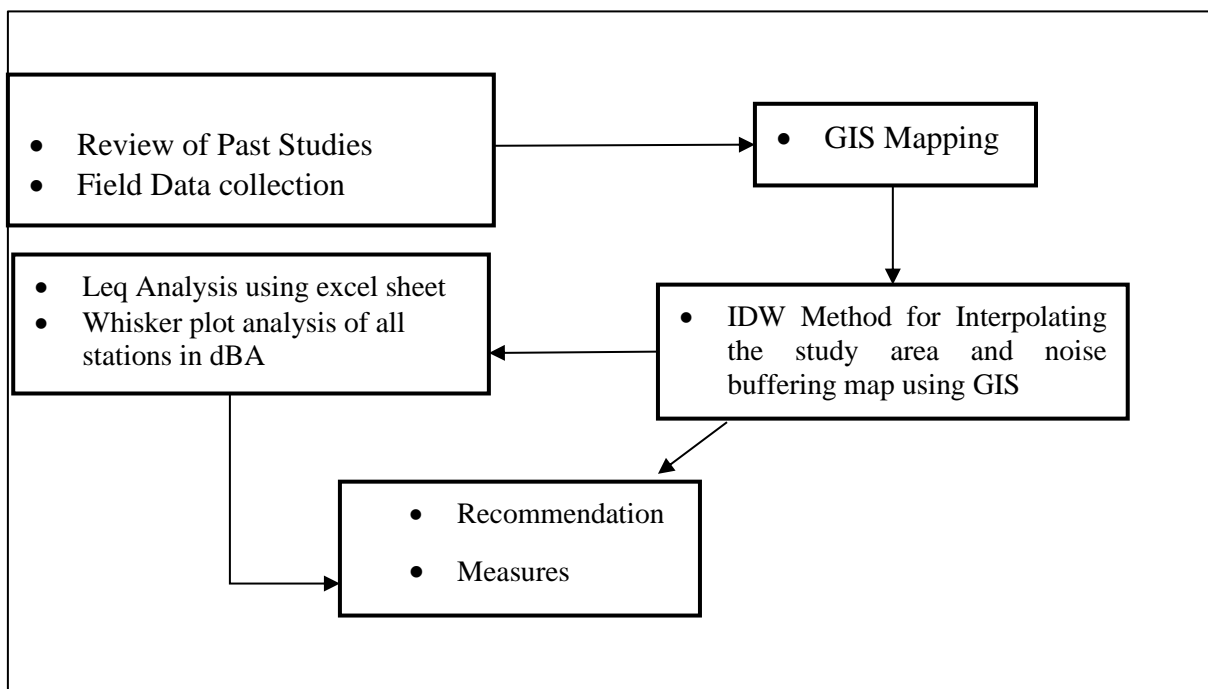 • Review of Past Studies
• Field Data collection
• GIS Mapping
• Leq Analysis using excel sheet
• Whisker plot analysis of all
stations in dBA
• IDW Method for Interpolating
the study area and noise
buffering map using GIS
• Recommendation
• Measures